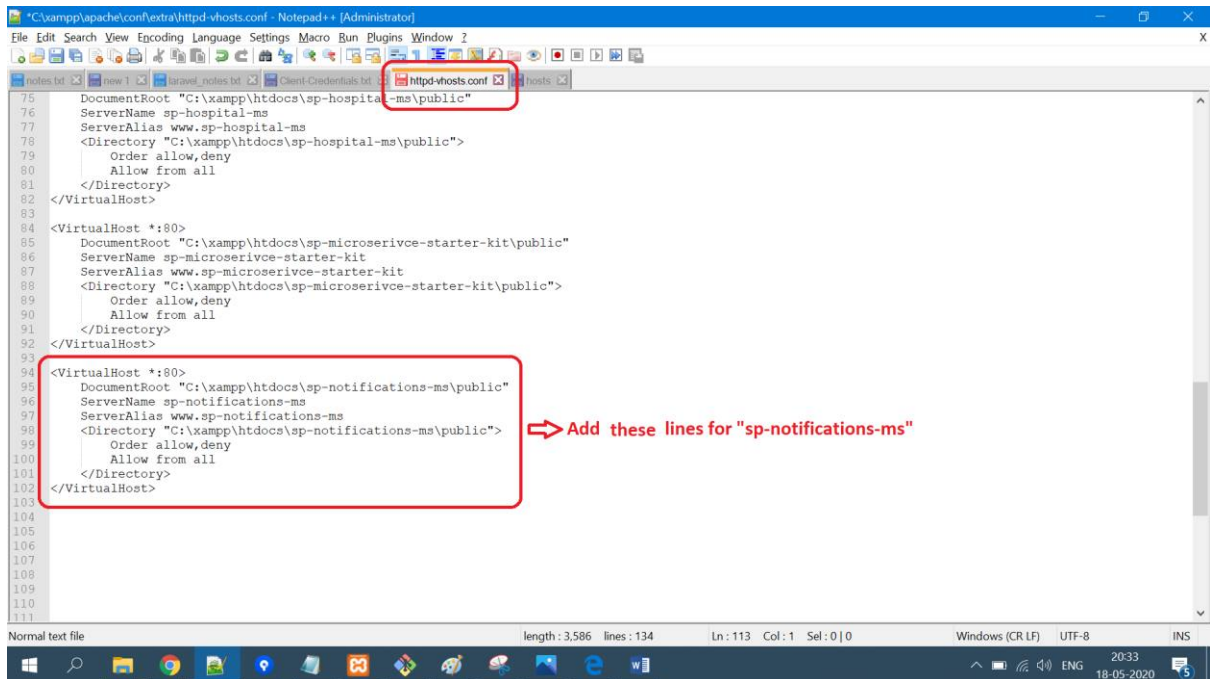 *C:\xampp\apache\conf\extra\httpd-vhosts.conf - Notepad++ [Administrator]
File Edit Search View Encoding Language Settings Macro Run Plugins Window ? X
notes.txt new 1 laravel_notes.txt Client-Credentials.txt httpd-vhosts.conf hosts
75 DocumentRoot "C:\xampp\htdocs\sp-hospital-ms\public"
76 ServerName sp-hospital-ms
77 ServerAlias www.sp-hospital-ms
78 <Directory "C:\xampp\htdocs\sp-hospital-ms\public">
79 Order allow,deny
80 Allow from all
81 </Directory>
82 </VirtualHost>
83
84 <VirtualHost *:80>
85 DocumentRoot "C:\xampp\htdocs\sp-microserivce-starter-kit\public"
86 ServerName sp-microserivce-starter-kit
87 ServerAlias www.sp-microserivce-starter-kit
88 <Directory "C:\xampp\htdocs\sp-microserivce-starter-kit\public">
89 Order allow,deny
90 Allow from all
91 </Directory>
92 </VirtualHost>
93
94 <VirtualHost *:80>
95 DocumentRoot "C:\xampp\htdocs\sp-notifications-ms\public"
96 ServerName sp-notifications-ms
97 ServerAlias www.sp-notifications-ms
98 <Directory "C:\xampp\htdocs\sp-notifications-ms\public"> Add these lines for "sp-notifications-ms"
99 Order allow,deny
100 Allow from all
101 </Directory>
102 </VirtualHost>
103
104
105
106
107
108
109
110
111
Normal text file length : 3,586 lines : 134 Ln : 113 Col : 1 Sel : 0 | 0 Windows (CR LF) UTF-8 INS
ENG 20:33
18-05-2020 5